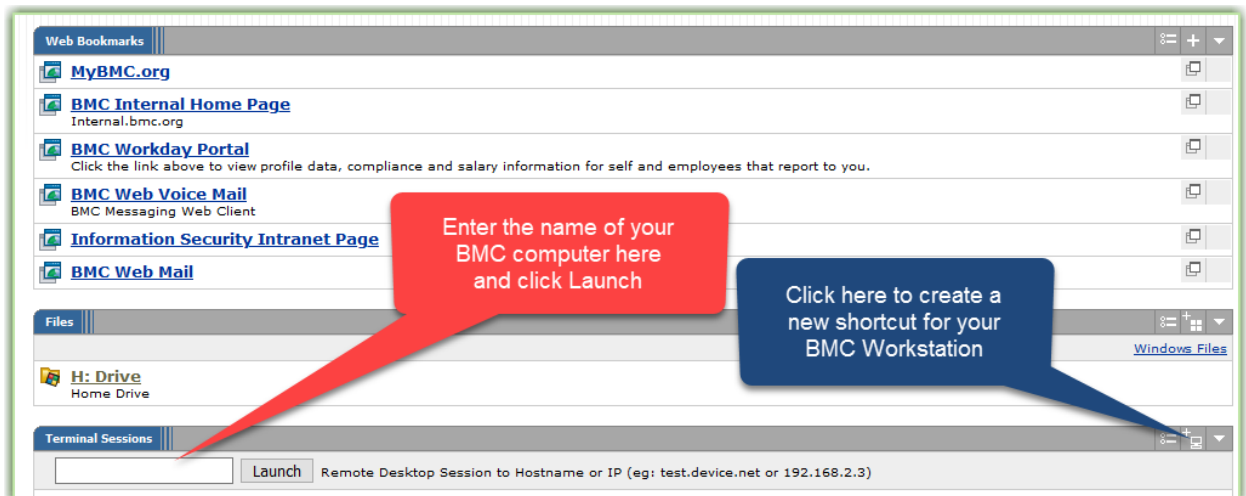 Web Bookmarks
MyBMC.org
BMC Internal Home Page
Internal.bmc.org
BMC Workday Portal
Click the link above to view profile data, compliance and salary information for self and employees that report to you.
BMC Web Voice Mail
BMC Messaging Web Client
Information Security Intranet Page
BMC Web Mail
Enter the name of your
BMC computer here
and click Launch
Click here to create a
new shortcut for your
BMC Workstation
Files
Windows Files
H: Drive
Home Drive
Terminal Sessions
Launch Remote Desktop Session to Hostname or IP (eg: test.device.net or 192.168.2.3)